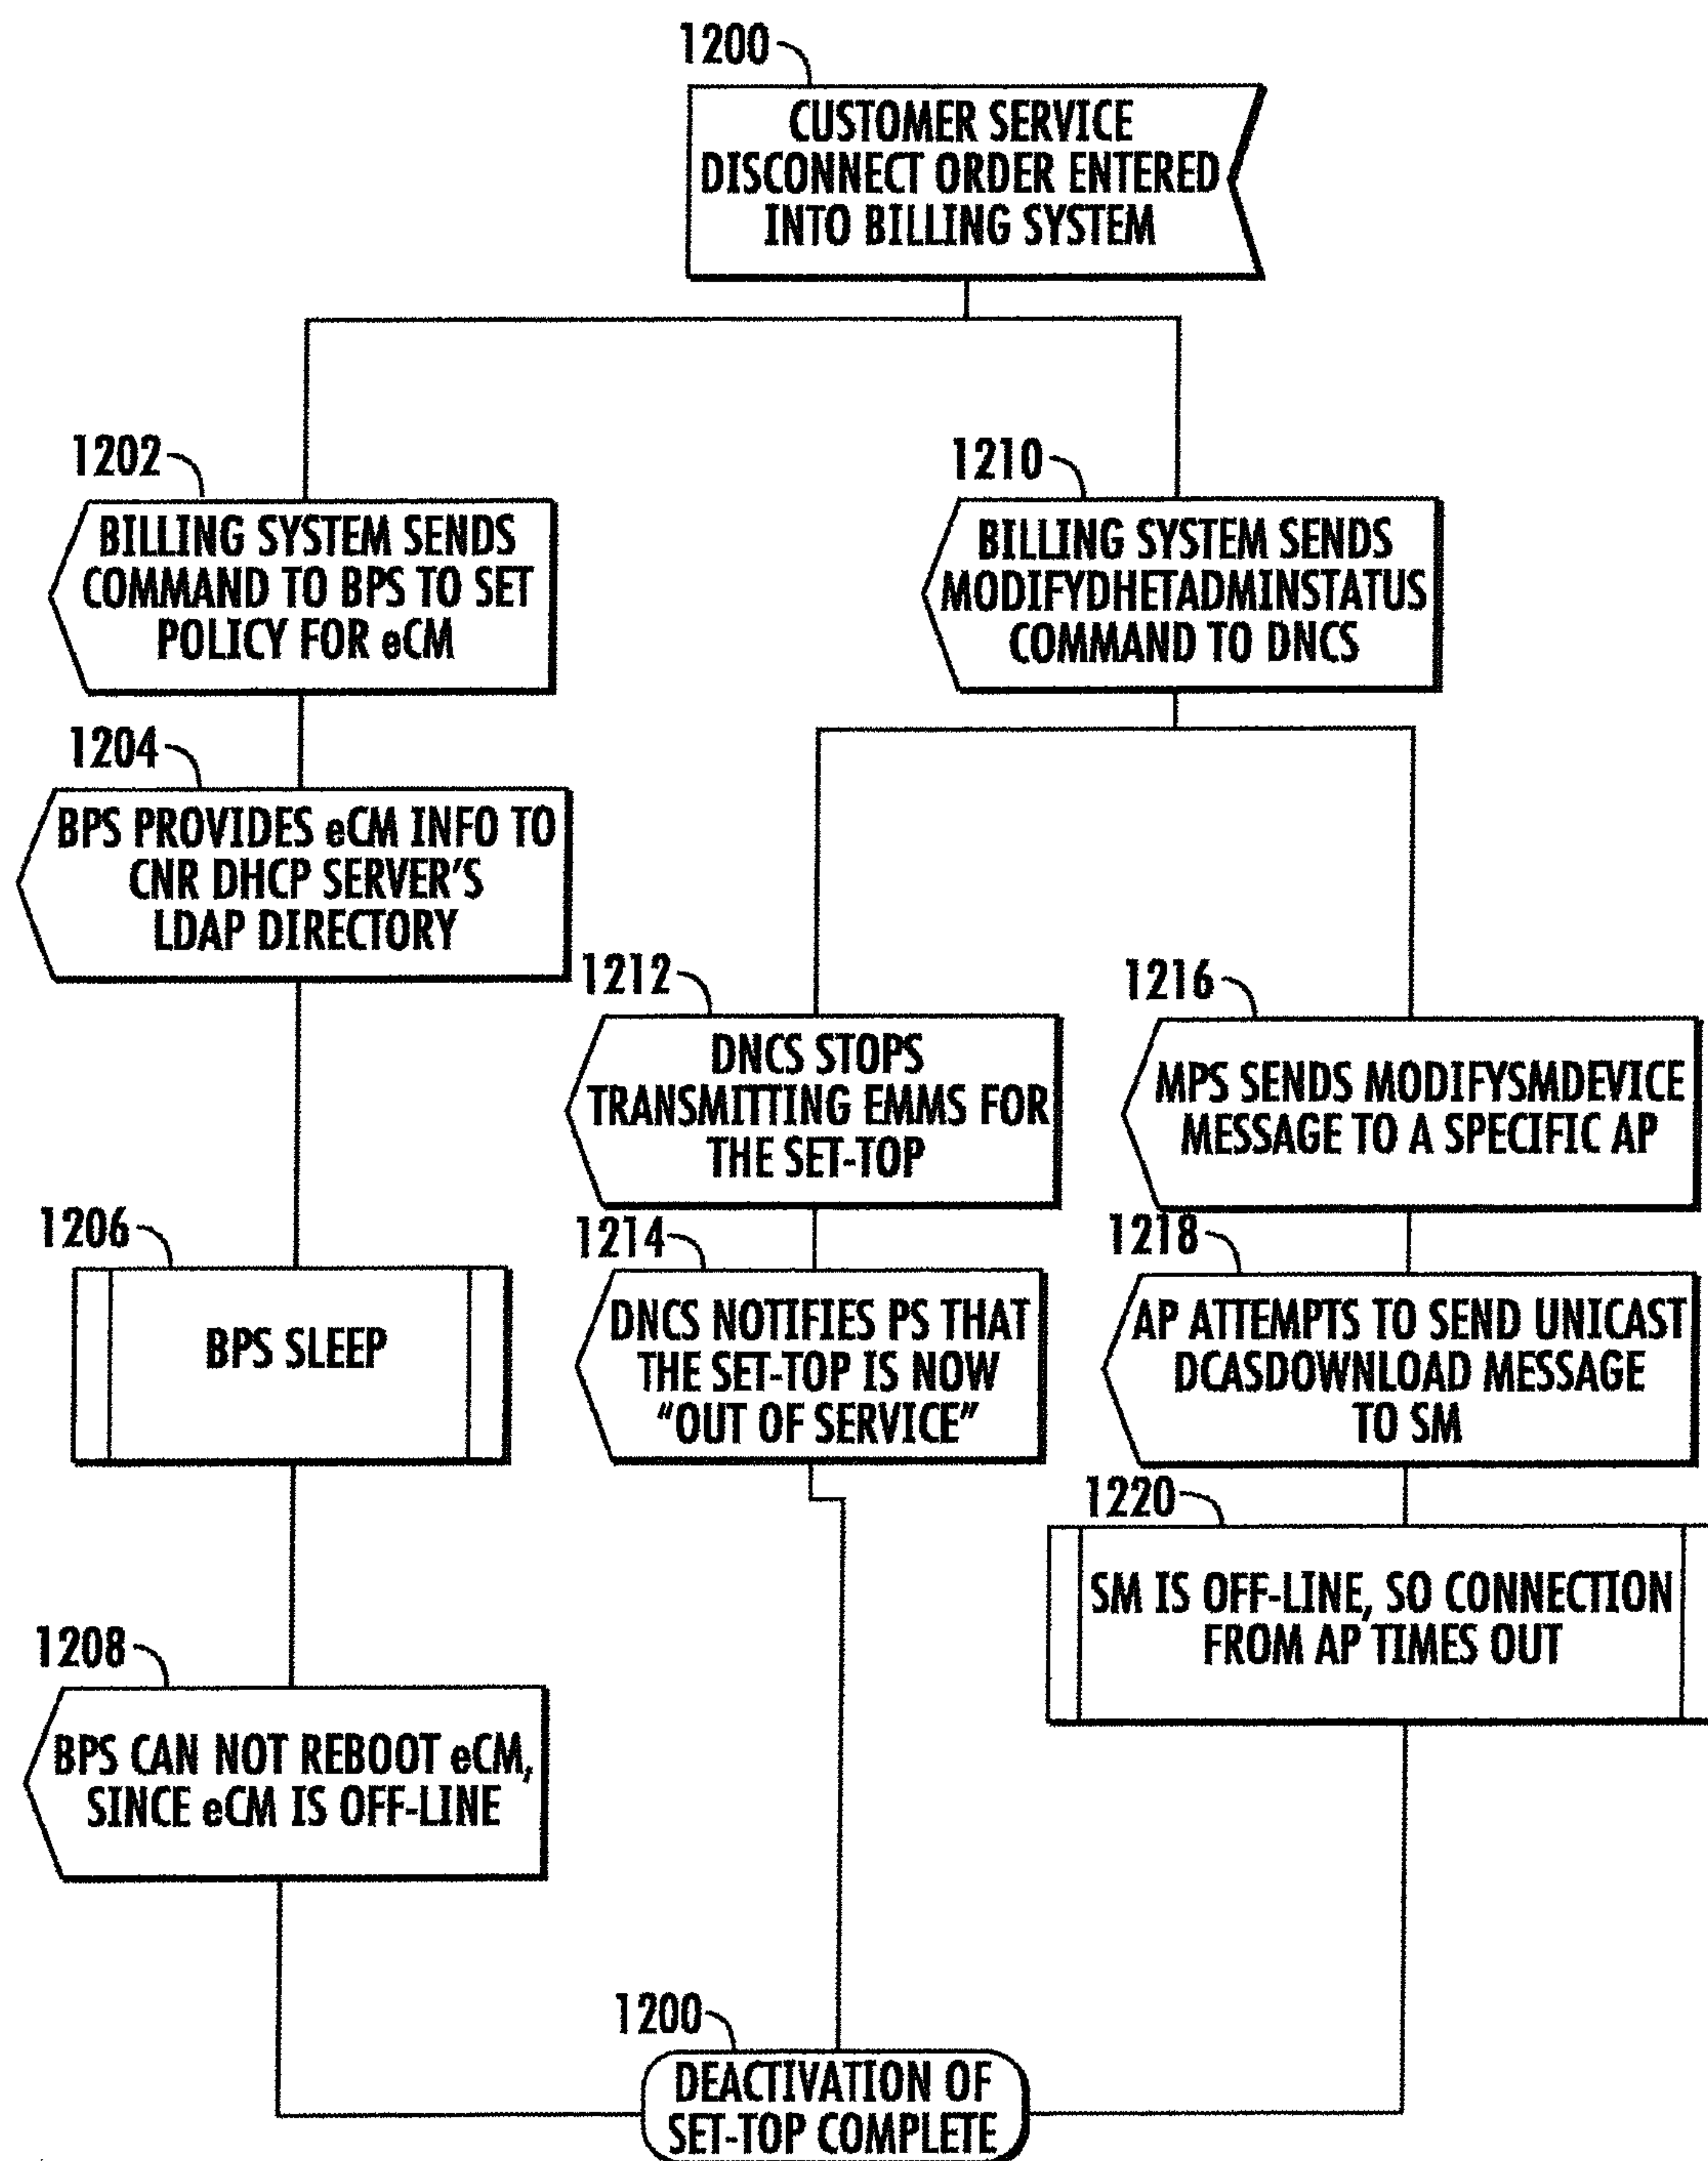 1200
CUSTOMER SERVICE
DISCONNECT ORDER ENTERED
INTO BILLING SYSTEM
1202
BILLING SYSTEM SENDS
COMMAND TO BPS TO SET
POLICY FOR eCM
1210
BILLING SYSTEM SENDS
MODIFYDHETADMINSTATUS
COMMAND TO DNCS
1204
BPS PROVIDES eCM INFO TO
CNR DHCP SERVER'S
LDAP DIRECTORY
1212
DNCS STOPS
TRANSMITTING EMMS FOR
THE SET-TOP
1216
MPS SENDS MODIFYSMDEVICE
MESSAGE TO A SPECIFIC AP
1206
BPS SLEEP
1214
DNCS NOTIFIES PS THAT
THE SET-TOP IS NOW
"OUT OF SERVICE"
1218
AP ATTEMPTS TO SEND UNICAST
DCASDOWNLOAD MESSAGE
TO SM
1220
SM IS OFF-LINE, SO CONNECTION
FROM AP TIMES OUT
1208
BPS CAN NOT REBOOT eCM,
SINCE eCM IS OFF-LINE
1200
DEACTIVATION OF
SET-TOP COMPLETE